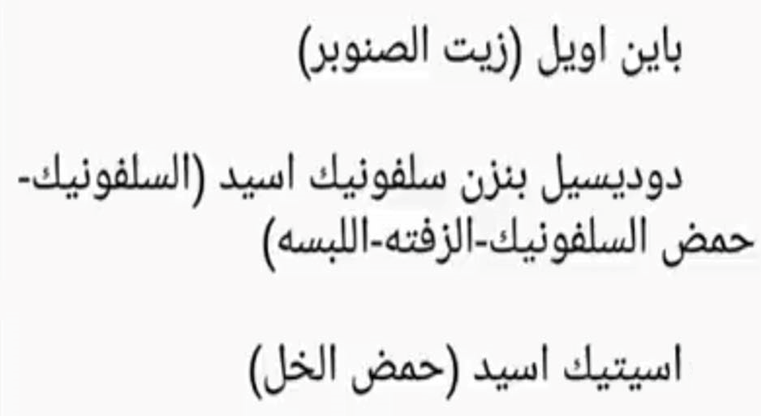 باين اويل (زيت الصنوبر)
دوديسيل بنزن سلفونيك اسيد (السلفونيك-
حمض السلفونيك-الزفته-اللبسه)
اسيتيك اسيد (حمض الخل)